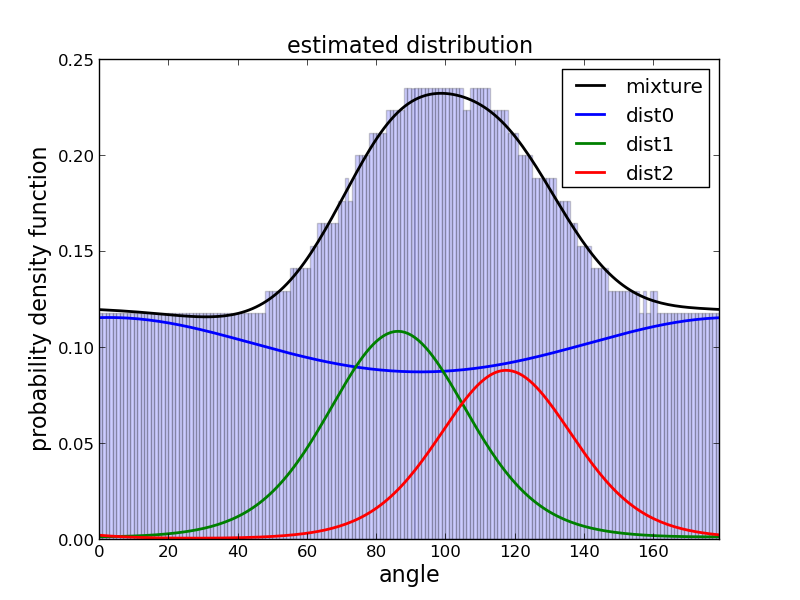 estimated distribution
probability density function
0.25
0.20
0.15
0.10
0.05
0.00
mixture
dist0
dist1
dist2
0 20 40 60 80 100 120 140 160
angle